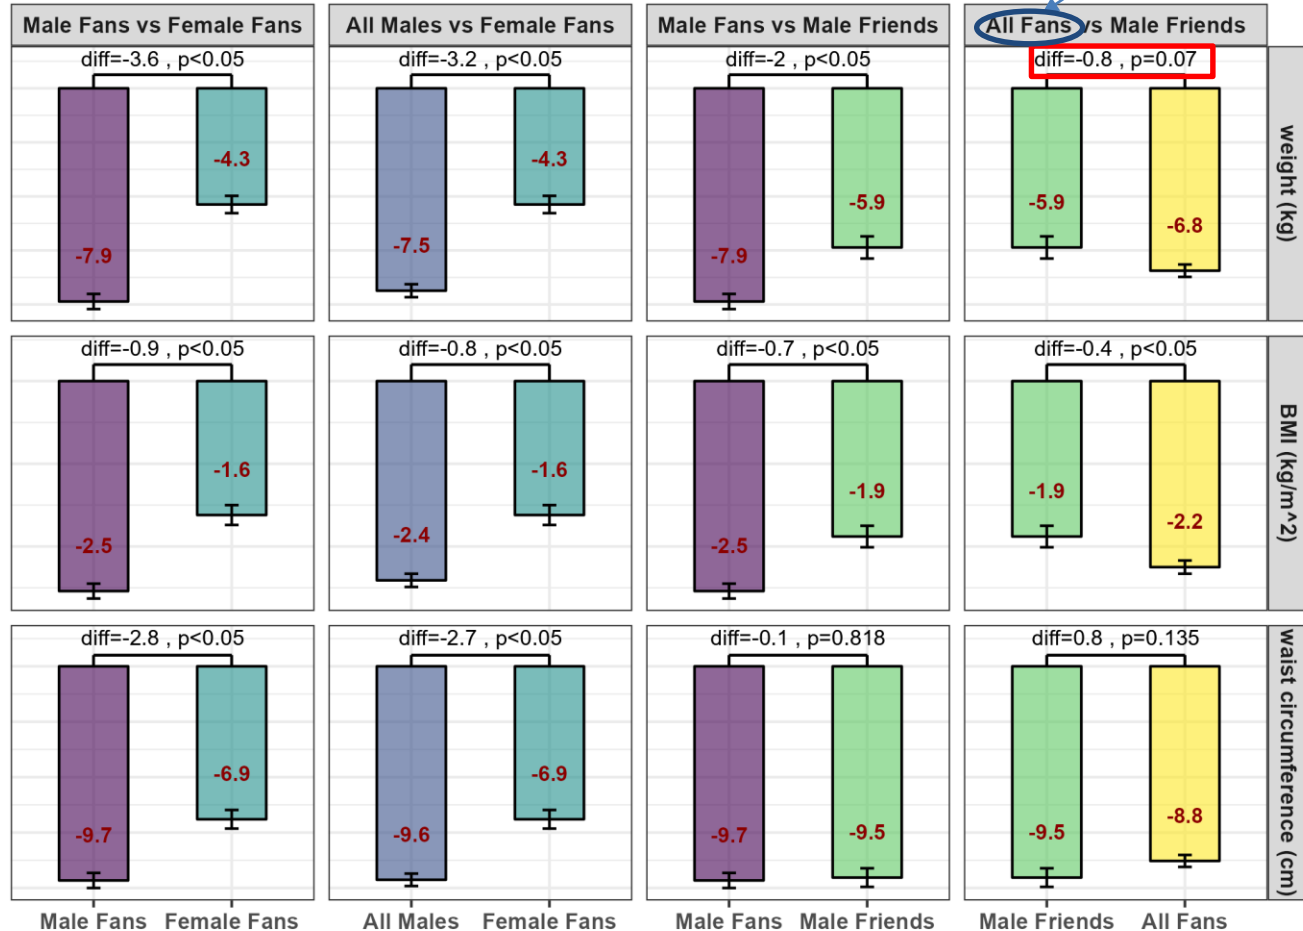 Male Fans vs Female Fans
All Males vs Female Fans
Male Fans vs Male Friends
All Fans vs Male Friends
diff=-3.6 , p<0.05
diff=-3.2 , p<0.05
diff=-2 , p<0.05
diff=-0.8 , p=0.07
-7.9
-4.3
-7.5
-4.3
-7.9
-5.9
-5.9
-6.8
weight (kg)
diff=-0.9 , p<0.05
diff=-0.8 , p<0.05
diff=-0.7 , p<0.05
diff=-0.4 , p<0.05
-2.5
-1.6
-2.4
-1.6
-2.5
-1.9
-1.9
-2.2
BMI (kg/m^2)
diff=-2.8 , p<0.05
diff=-2.7 , p<0.05
diff=-0.1 , p=0.818
diff=0.8 , p=0.135
-9.7
-6.9
-9.6
-6.9
-9.7
-9.5
-9.5
-8.8
waist circumference (cm)
Male Fans Female Fans
All Males Female Fans
Male Fans Male Friends
Male Friends All Fans